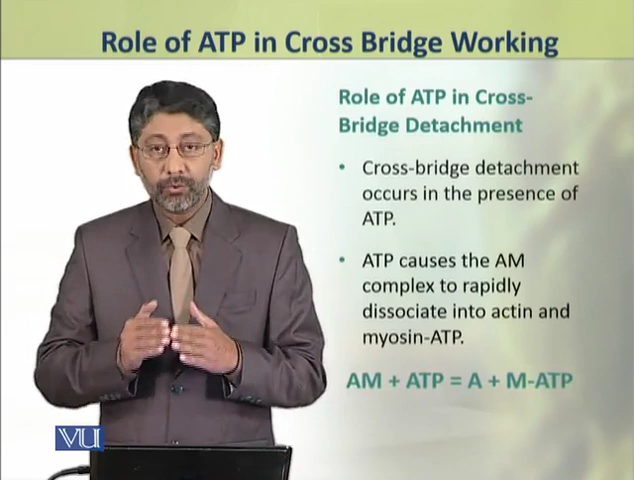 Role of ATP in Cross Bridge Working
Role of ATP in Cross-
Bridge Detachment
• Cross-bridge detachment
occurs in the presence of
ATP.
• ATP causes the AM
complex to rapidly
dissociate into actin and
myosin-ATP.
AM + ATP = A + M-ATP
VU